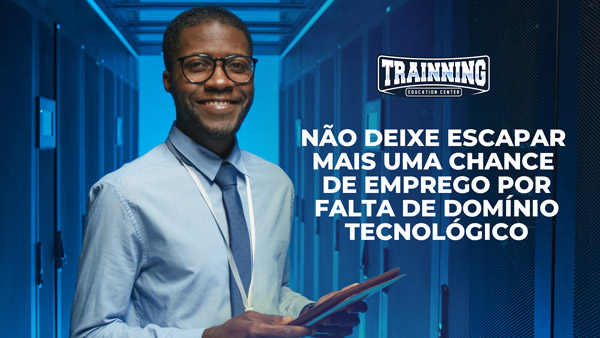 TRAINNING
EDUCATION CENTER
NÃO DEIXE ESCAPAR
MAIS UMA CHANCE
DE EMPREGO POR
FALTA DE DOMÍNIO
TECNOLÓGICO